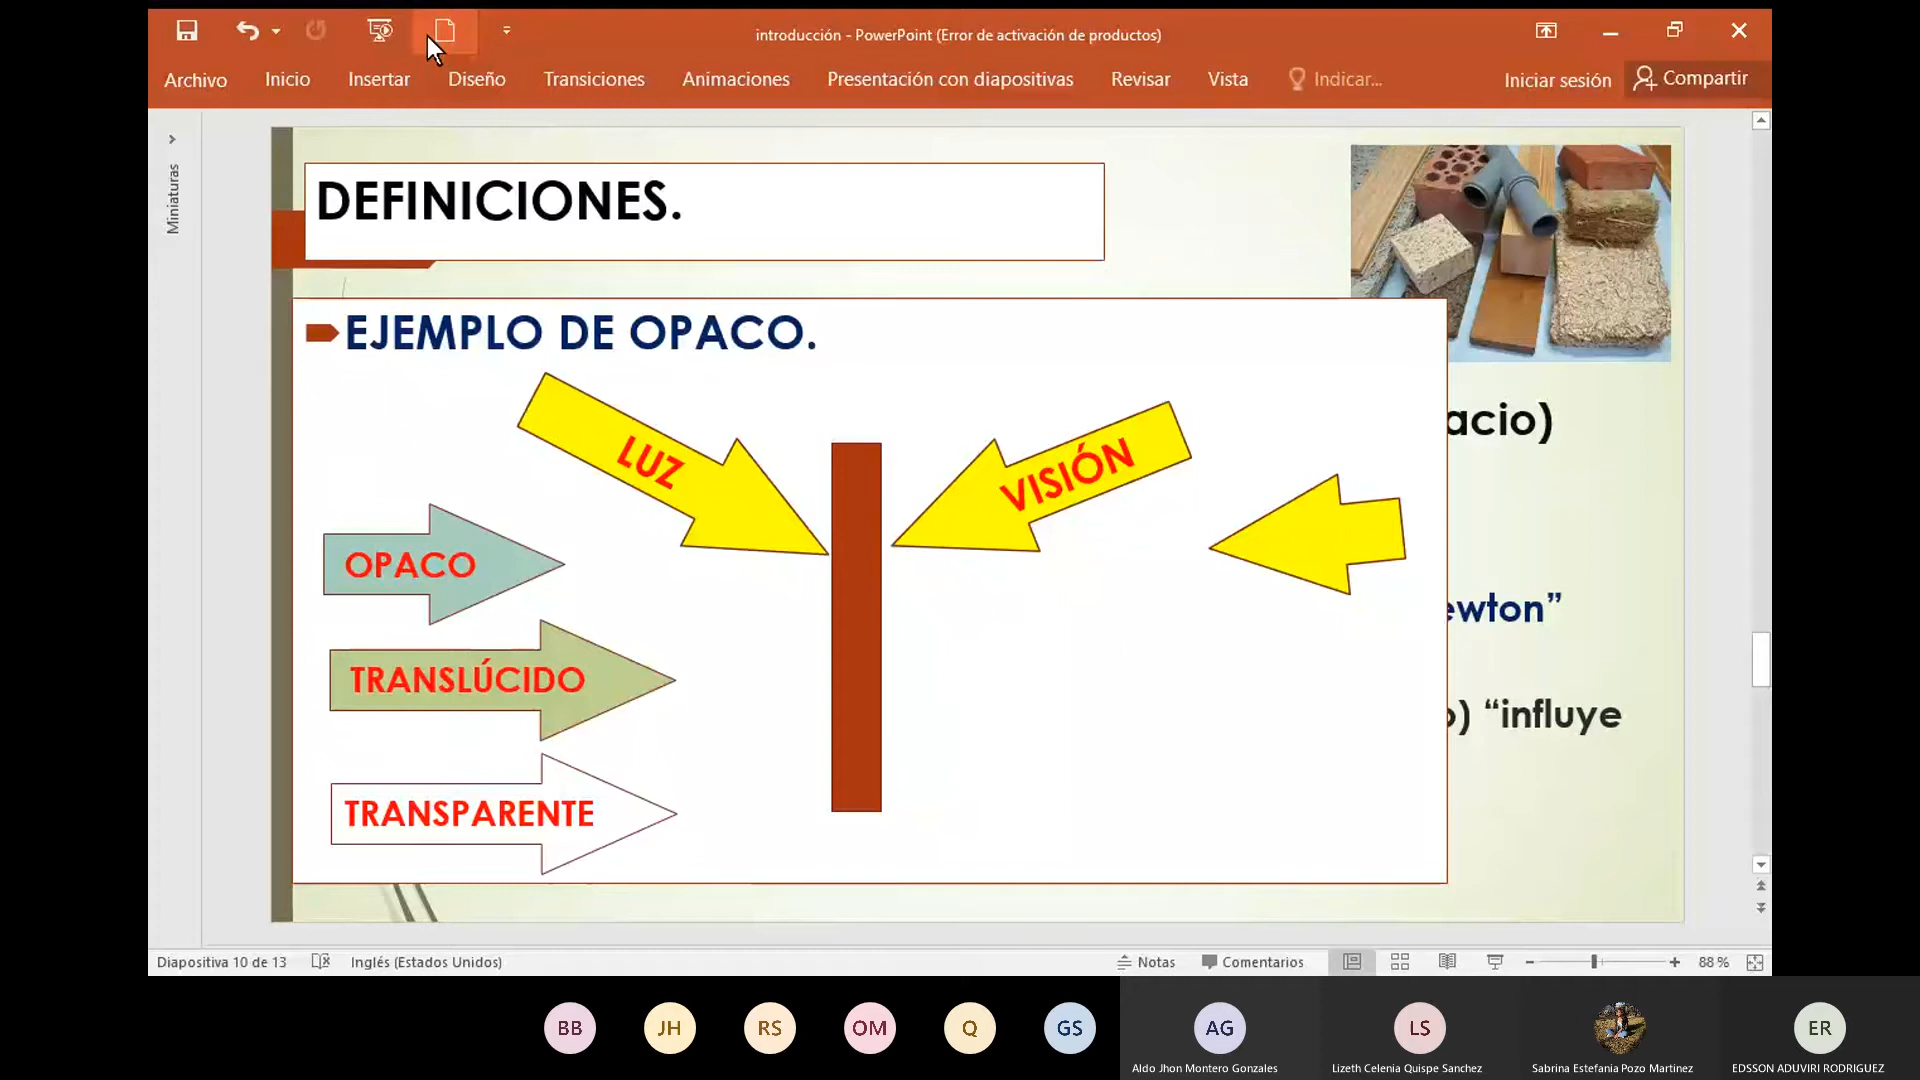 introducción - PowerPoint (Error de activación de productos)
Archivo Inicio Insertar Diseño Transiciones Animaciones Presentación con diapositivas Revisar Vista Indicar... Iniciar sesión Compartir
Miniaturas
DEFINICIONES.
EJEMPLO DE OPACO.
acio)
LUZ
VISIÓN
OPACO
ewton”
TRANSLÚCIDO
o) “influye
TRANSPARENTE
Diapositiva 10 de 13 Inglés (Estados Unidos) Notas Comentarios 88 %
BB JH RS OM Q GS AG LS ER
Aldo Jhon Montero Gonzales Lizeth Celenia Quispe Sanchez Sabrina Estefania Pozo Martinez EDSSON ADUVIRI RODRIGUEZ